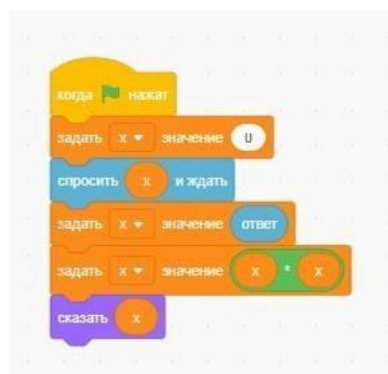 когда нажат
задать x значение 0
спросить x и ждать
задать x значение ответ
задать x значение x * x
сказать x